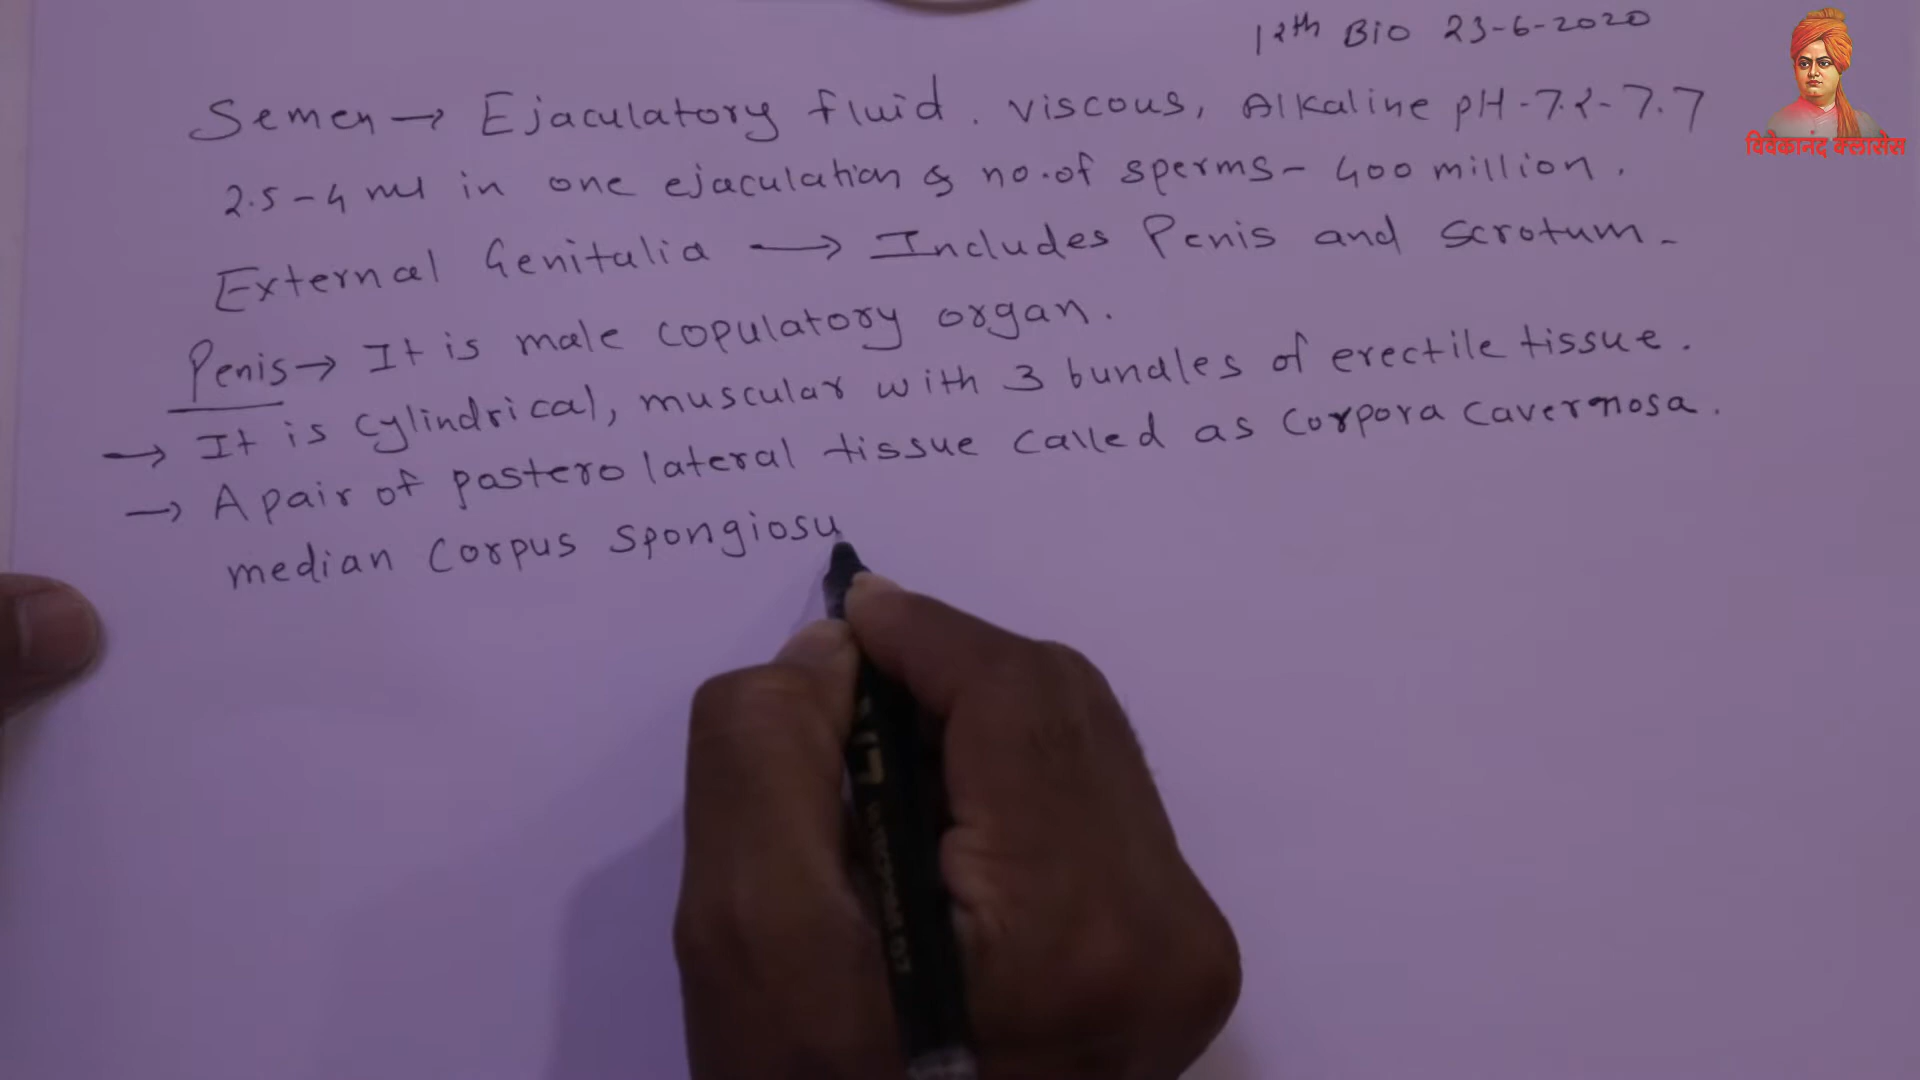 12th Bio 23-6-2020
विवेकानंद क्लासेस
Semen → Ejaculatory fluid. viscous, Alkaline pH-7.2-7.7
2.5-4 ml in one ejaculation & no.of sperms- 400 million.
External Genitalia → Includes Penis and scrotum.
Penis → It is male copulatory organ.
→ It is cylindrical, muscular with 3 bundles of erectile tissue.
→ A pair of postero lateral tissue called as Corpora cavernosa.
median Corpus spongiosu